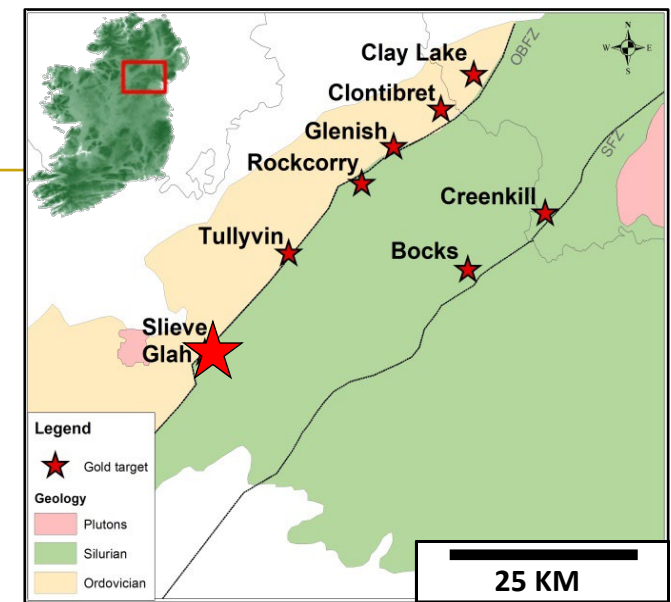 N
W E
S
Clay Lake
OBFZ
Clontibret
Glenish
SFZ
Rockcorry
Creenkill
Tullyvin
Bocks
Slieve
Glah
Legend
Gold target
Geology
Plutons
Silurian
Ordovician
25 KM